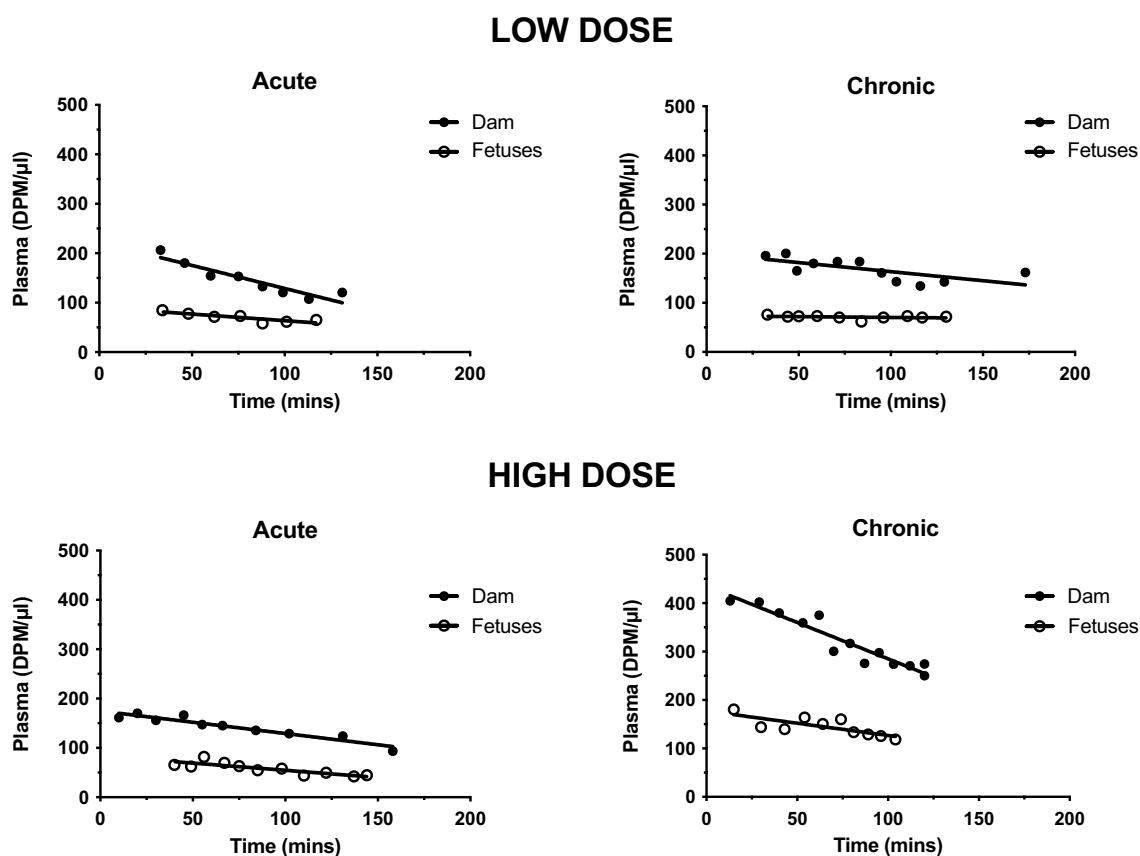 LOW DOSE
Acute
500
400
300
200
100
0
Plasma (DPM/µl)
0 50 100 150 200
Time (mins)
Dam
Fetuses
Chronic
500
400
300
200
100
0
Plasma (DPM/µl)
0 50 100 150 200
Time (mins)
Dam
Fetuses
HIGH DOSE
Acute
500
400
300
200
100
0
Plasma (DPM/µl)
0 50 100 150 200
Time (mins)
Dam
Fetuses
Chronic
500
400
300
200
100
0
Plasma (DPM/µl)
0 50 100 150 200
Time (mins)
Dam
Fetuses